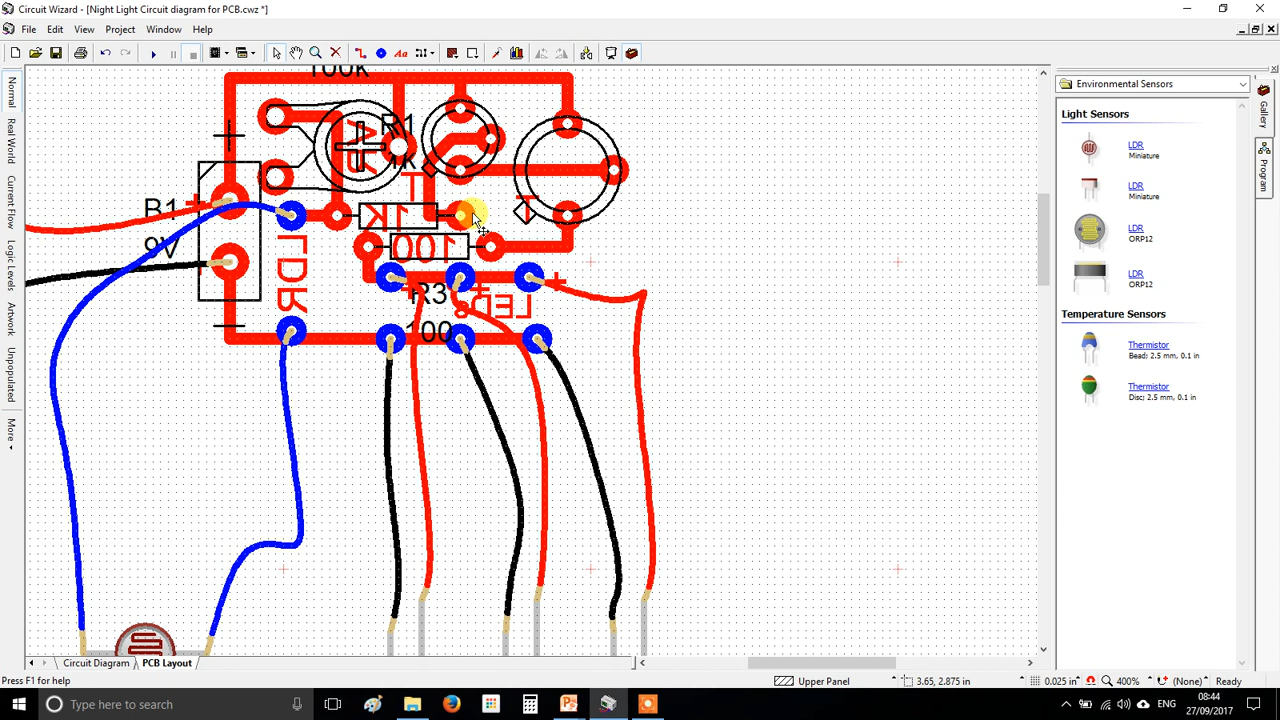 Circuit Wizard - [Night Light Circuit diagram for PCB.cwz *]
File Edit View Project Window Help
Normal
Real World
Current Flow
Logic Levels
Artwork
Unpopulated
More
100k
R1
1K
T
1K
100
T
B1
9V
LDR
R3
100
LED
Environmental Sensors
Light Sensors
LDR
Miniature
LDR
Miniature
LDR
ORP12
LDR
ORP12
Temperature Sensors
Thermistor
Bead; 2.5 mm, 0.1 in
Thermistor
Disc; 2.5 mm, 0.1 in
Gallery
Program
Circuit Diagram PCB Layout
Press F1 for help
Upper Panel
3.65, 2.875 in
0.025 in
400%
(None)
Ready
Type here to search
ENG
08:44
27/09/2017